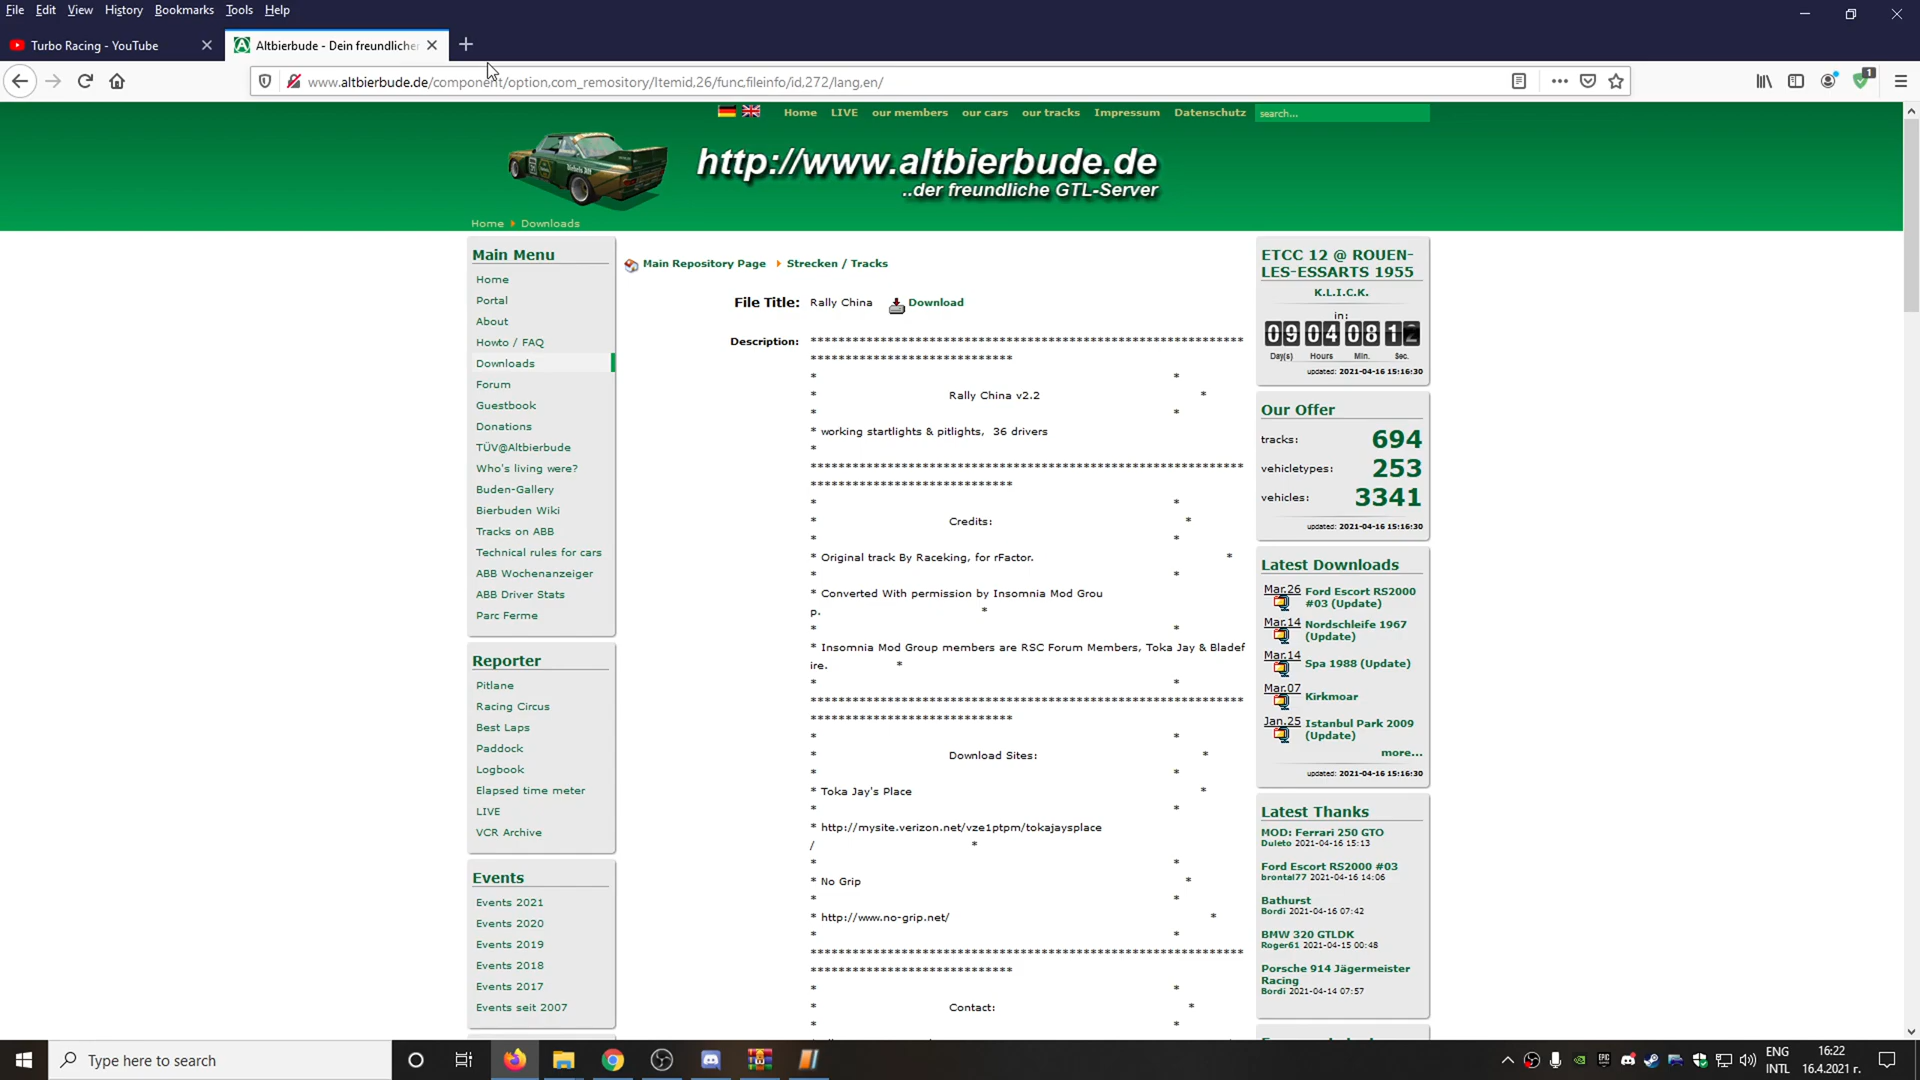 File Edit View History Bookmarks Tools Help
Turbo Racing - YouTube
Altbierbude - Dein freundlicher
www.altbierbude.de/component/option,com_remository/Itemid,26/func,fileinfo/id,272/lang,en/
1
Home LIVE our members our cars our tracks Impressum Datenschutz search...
http://www.altbierbude.de
..der freundliche GTL-Server
Home Downloads
Main Menu
Home
Portal
About
Howto / FAQ
Downloads
Forum
Guestbook
Donations
TÜV@Altbierbude
Who's living were?
Buden-Gallery
Bierbuden Wiki
Tracks on ABB
Technical rules for cars
ABB Wochenanzeiger
ABB Driver Stats
Parc Ferme
Reporter
Pitlane
Racing Circus
Best Laps
Paddock
Logbook
Elapsed time meter
LIVE
VCR Archive
Events
Events 2021
Events 2020
Events 2019
Events 2018
Events 2017
Events seit 2007
Main Repository Page Strecken / Tracks
File Title: Rally China Download
Description: **************************************************************
*****************************
* *
* Rally China v2.2 *
* *
* working startlights & pitlights, 36 drivers
*
**************************************************************
*****************************
* *
* Credits: *
*
* Original track By Raceking, for rFactor. *
* *
* Converted With permission by Insomnia Mod Grou
p. *
* *
* Insomnia Mod Group members are RSC Forum Members, Toka Jay & Bladef
ire. *
* *
**************************************************************
*****************************
* *
* Download Sites: *
* *
* Toka Jay's Place *
* *
* http://mysite.verizon.net/vze1ptpm/tokajaysplace
/ *
* *
* No Grip *
* *
* http://www.no-grip.net/ *
* *
**************************************************************
*****************************
* *
* Contact: *
* *
ETCC 12 @ ROUEN-
LES-ESSARTS 1955
K.L.I.C.K.
in:
09 04 08 12
Day(s) Hours Min. Sec.
updated: 2021-04-16 15:16:30
Our Offer
tracks: 694
vehicletypes: 253
vehicles: 3341
updated: 2021-04-16 15:16:30
Latest Downloads
Mar.26 Ford Escort RS2000
#03 (Update)
Mar.14 Nordschleife 1967
(Update)
Mar.14 Spa 1988 (Update)
Mar.07 Kirkmoar
Jan.25 Istanbul Park 2009
(Update)
more...
updated: 2021-04-16 15:16:30
Latest Thanks
MOD: Ferrari 250 GTO
Duleto 2021-04-16 15:13
Ford Escort RS2000 #03
brontal77 2021-04-16 14:06
Bathurst
Bordi 2021-04-16 07:42
BMW 320 GTLDK
Roger61 2021-04-15 00:48
Porsche 914 Jägermeister
Racing
Bordi 2021-04-14 07:57
Type here to search
ENG
INTL
16:22
16.4.2021 г.